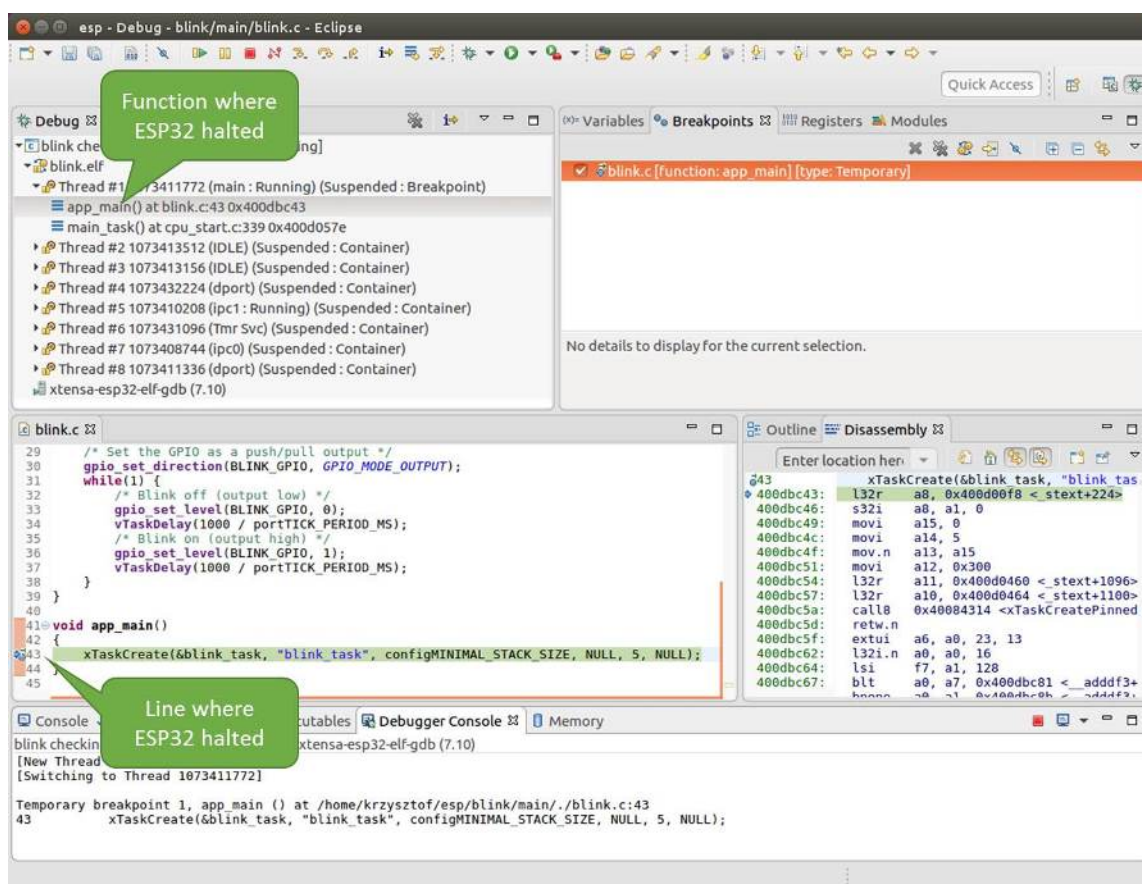 esp - Debug - blink/main/blink.c - Eclipse
Quick Access
Function where
ESP32 halted
Debug
(x)= Variables
Breakpoints
Registers
Modules
blink che
ing]
blink.elf
Thread #1 1073411772 (main : Running) (Suspended : Breakpoint)
app_main() at blink.c:43 0x400dbc43
main_task() at cpu_start.c:339 0x400d057e
Thread #2 1073413512 (IDLE) (Suspended : Container)
Thread #3 1073413156 (IDLE) (Suspended : Container)
Thread #4 1073432224 (dport) (Suspended : Container)
Thread #5 1073410208 (ipc1 : Running) (Suspended : Container)
Thread #6 1073431096 (Tmr Svc) (Suspended : Container)
Thread #7 1073408744 (ipc0) (Suspended : Container)
Thread #8 1073411336 (dport) (Suspended : Container)
xtensa-esp32-elf-gdb (7.10)
blink.c [function: app_main] [type: Temporary]
No details to display for the current selection.
blink.c
29 /* Set the GPIO as a push/pull output */
30 gpio_set_direction(BLINK_GPIO, GPIO_MODE_OUTPUT);
31 while(1) {
32 /* Blink off (output low) */
33 gpio_set_level(BLINK_GPIO, 0);
34 vTaskDelay(1000 / portTICK_PERIOD_MS);
35 /* Blink on (output high) */
36 gpio_set_level(BLINK_GPIO, 1);
37 vTaskDelay(1000 / portTICK_PERIOD_MS);
38 }
39 }
40
41 void app_main()
42 {
43 xTaskCreate(&blink_task, "blink_task", configMINIMAL_STACK_SIZE, NULL, 5, NULL);
44 }
45
Line where
ESP32 halted
Outline
Disassembly
Enter location her
43 xTaskCreate(&blink_task, "blink_tas
400dbc43: l32r a8, 0x400d00f8 <_stext+224>
400dbc46: s32i a8, a1, 0
400dbc49: movi a15, 0
400dbc4c: movi a14, 5
400dbc4f: mov.n a13, a15
400dbc51: movi a12, 0x300
400dbc54: l32r a11, 0x400d0460 <_stext+1096>
400dbc57: l32r a10, 0x400d0464 <_stext+1100>
400dbc5a: call8 0x40084314 <xTaskCreatePinned
400dbc5d: retw.n
400dbc5f: extui a6, a0, 23, 13
400dbc62: l32i.n a0, a0, 16
400dbc64: lsi f7, a1, 128
400dbc67: blt a0, a7, 0x400dbc81 <__adddf3+
Console
cutables
Debugger Console
Memory
blink checkin
xtensa-esp32-elf-gdb (7.10)
[New Thread
[Switching to Thread 1073411772]
Temporary breakpoint 1, app_main () at /home/krzysztof/esp/blink/main/./blink.c:43
43 xTaskCreate(&blink_task, "blink_task", configMINIMAL_STACK_SIZE, NULL, 5, NULL);